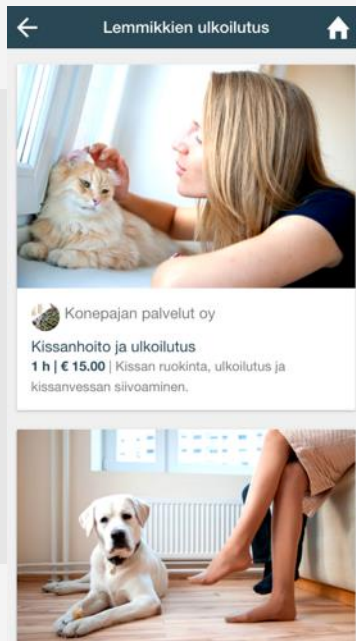 Lemmikkien ulkoilutus
Konepajan palvelut oy
Kissanhoito ja ulkoilutus
1 h | € 15.00 | Kissan ruokinta, ulkoilutus ja
kissanvessan siivoaminen.